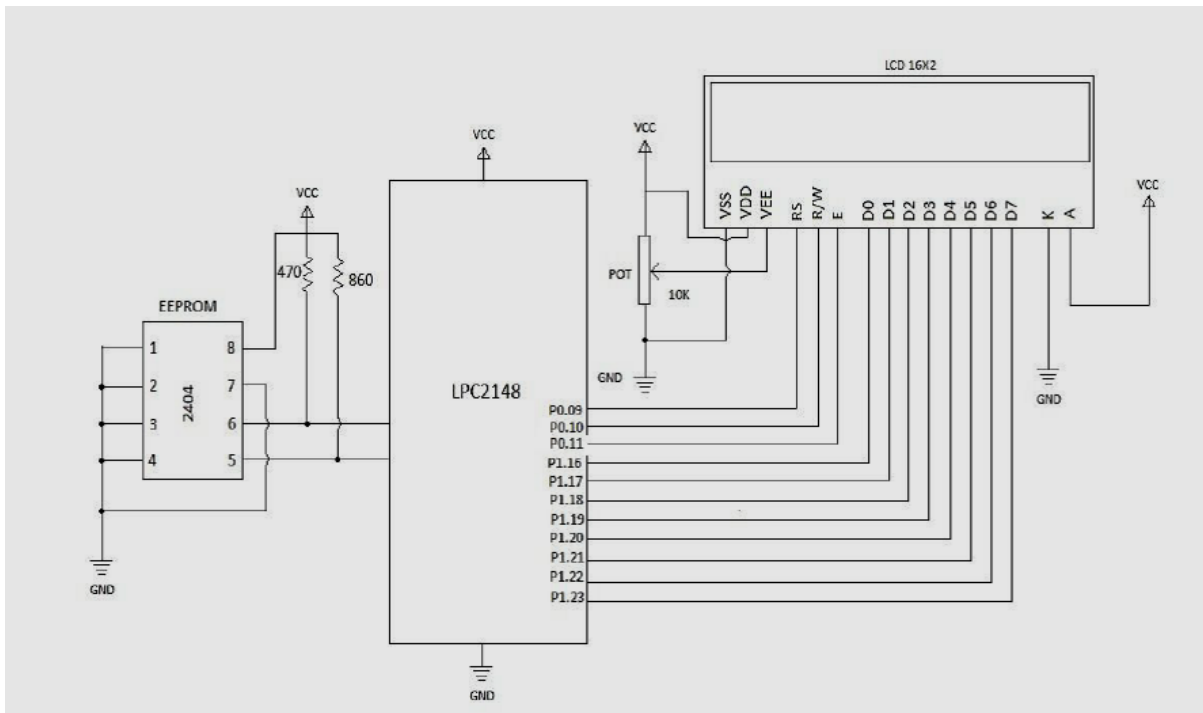 LCD 16X2
VCC
VCC
VCC
VCC
VSS
VDD
VEE
RS
R/W
E
D0
D1
D2
D3
D4
D5
D6
D7
K
A
470
860
POT
10K
EEPROM
1
2
3
4
2404
8
7
6
5
LPC2148
GND
GND
P0.09
P0.10
P0.11
P1.16
P1.17
P1.18
P1.19
P1.20
P1.21
P1.22
P1.23
GND
GND